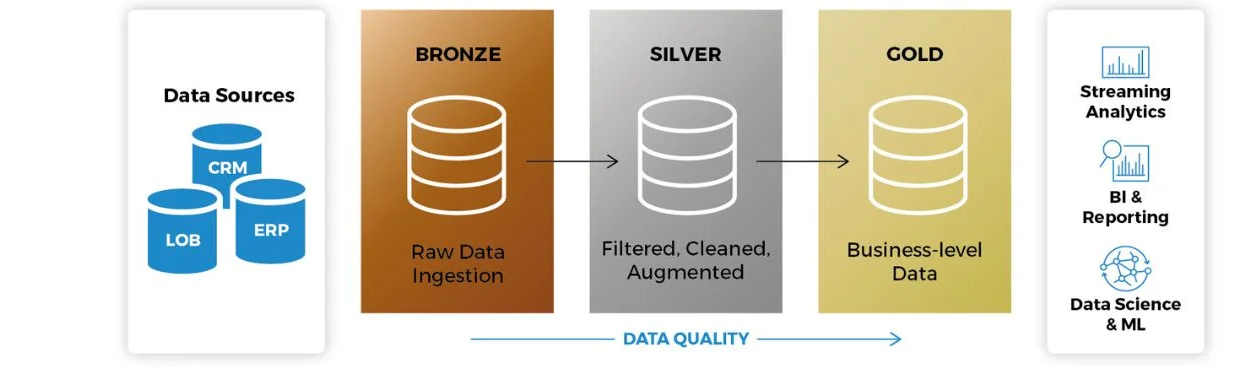 Data Sources
CRM
LOB
ERP
BRONZE
Raw Data
Ingestion
SILVER
Filtered, Cleaned,
Augmented
GOLD
Business-level
Data
DATA QUALITY
Streaming
Analytics
BI &
Reporting
Data Science
& ML